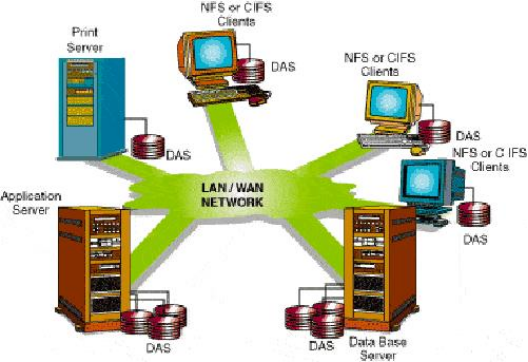 NFS or CIFS
Clients
DAS
Print
Server
DAS
NFS or CIFS
Clients
DAS
NFS or C IFS
Clients
DAS
LAN / WAN
NETWORK
Application
Server
DAS
DAS
Data Base
Server